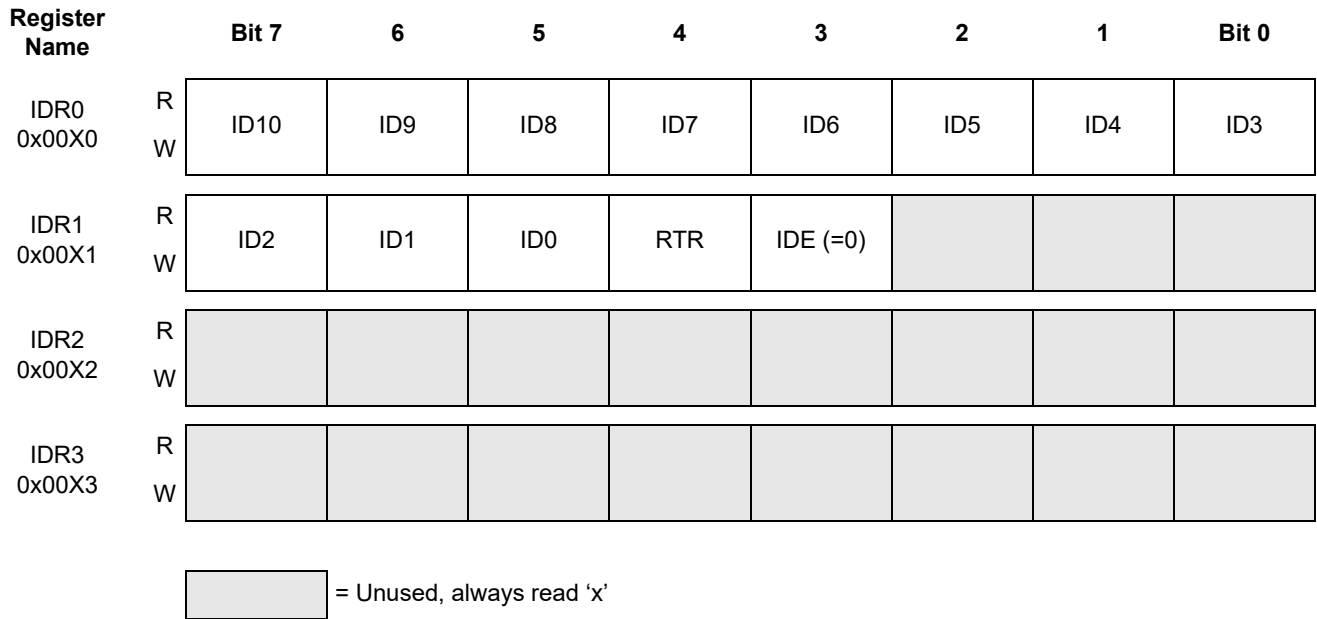 Register Name Bit 7 6 5 4 3 2 1 Bit 0
IDR0 R ID10 ID9 ID8 ID7 ID6 ID5 ID4 ID3
0x00X0 W
IDR1 R ID2 ID1 ID0 RTR IDE (=0)
0x00X1 W
IDR2 R
0x00X2 W
IDR3 R
0x00X3 W
= Unused, always read ‘x’